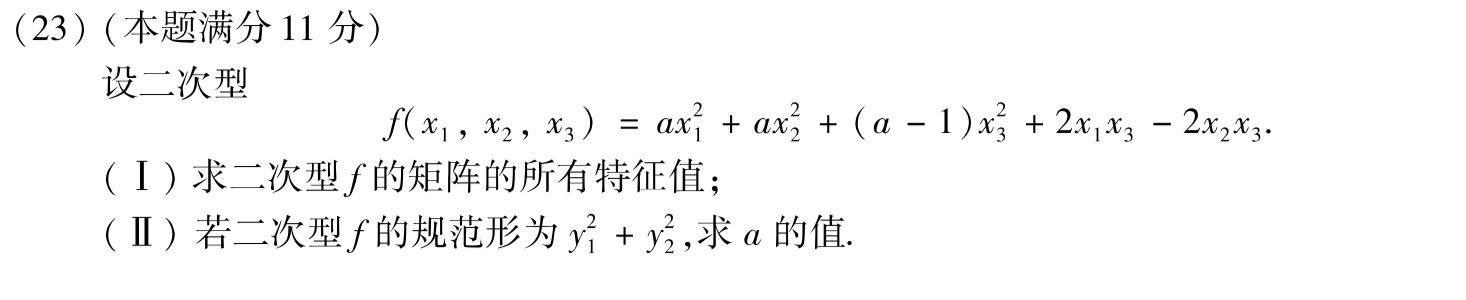 (23)(本题满分 11 分)
设二次型
f(x₁, x₂, x₃) = ax₁² + ax₂² + (a − 1)x₃² + 2x₁x₃ − 2x₂x₃.
(Ⅰ)求二次型 f 的矩阵的所有特征值;
(Ⅱ)若二次型 f 的规范形为 y₁² + y₂²,求 a 的值.